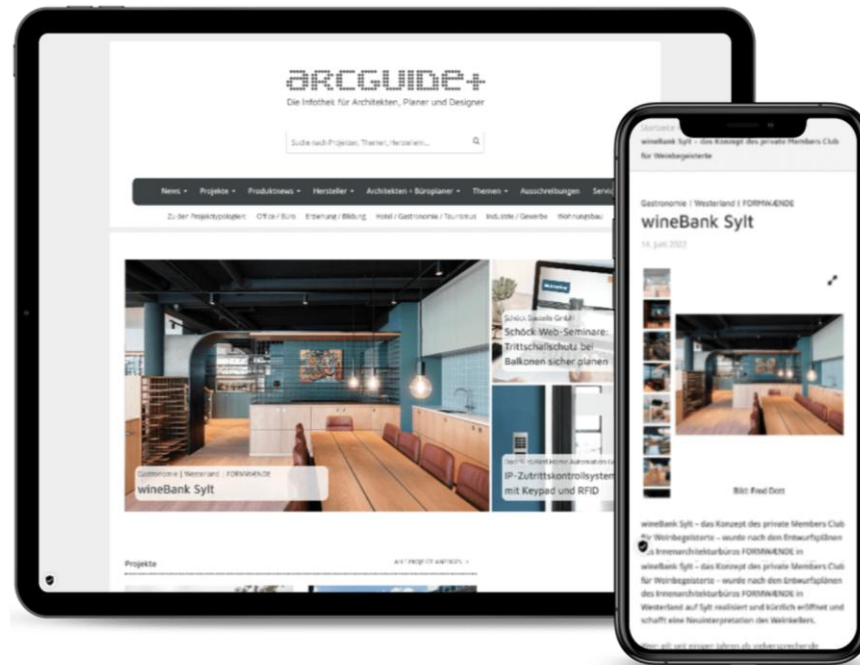 ARCGUIDE+
Die Infothek für Architekten, Planer und Designer
Suche nach Projekten, Themen, Herstellern...
News
Projekte
Produktnews
Hersteller
Architekten + Büroplaner
Themen
Ausschreibungen
Servic
Zu den Projekttypologien:
Office / Büro
Erziehung / Bildung
Hotel / Gastronomie / Tourismus
Industrie / Gewerbe
Wohnungsbau
Gastronomie | Westerland | FORMWÆNDE
wineBank Sylt
Schöck Bauteile GmbH
Schöck Web-Seminare:
Trittschallschutz bei
Balkonen sicher planen
IP-Zutrittskontrollsystem
mit Keypad und RFID
Projekte
Startseite
wineBank Sylt – das Konzept des private Members Club
für Weinbegeisterte
Gastronomie | Westerland | FORMWÆNDE
wineBank Sylt
14. Juni 2022
Bild: Fred Dott
wineBank Sylt – das Konzept des private Members Club
für Weinbegeisterte – wurde nach den Entwurfsplänen
des Innenarchitekturbüros FORMWÆNDE in
wineBank Sylt – das Konzept des private Members Club
für Weinbegeisterte – wurde nach den Entwurfsplänen
des Innenarchitekturbüros FORMWÆNDE in
Westerland auf Sylt realisiert und kürzlich eröffnet und
schafft eine Neuinterpretation des Weinkellers.